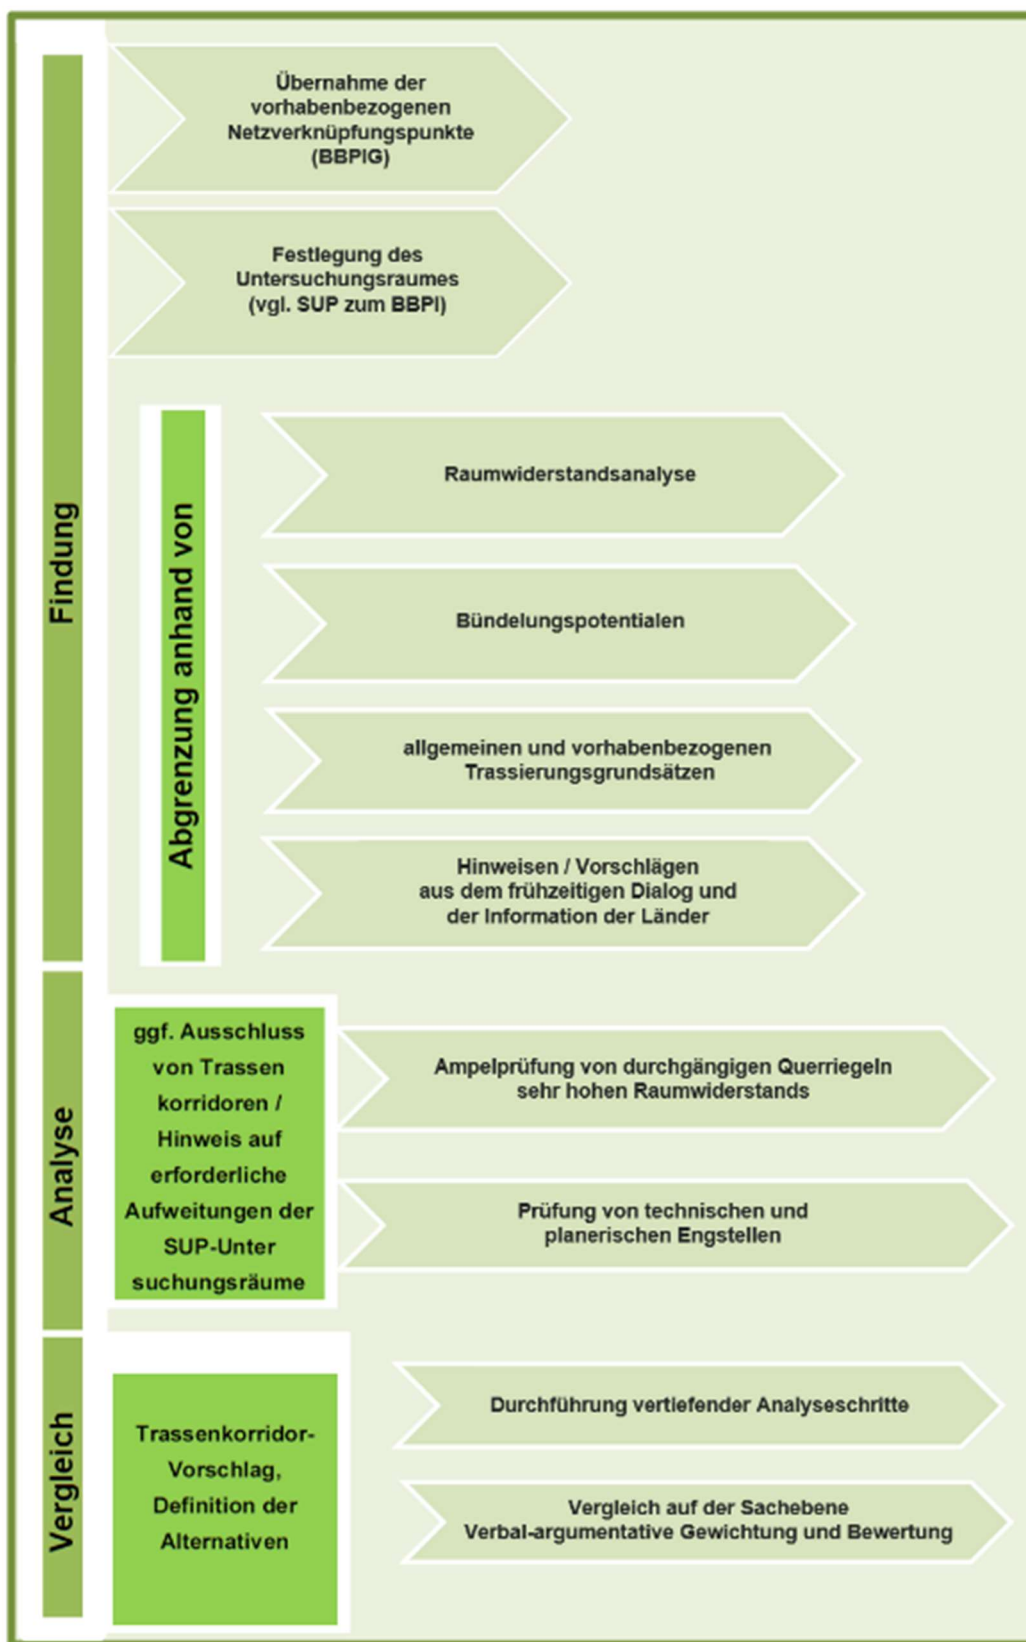 Findung
Übernahme der
vorhabenbezogenen
Netzverknüpfungspunkte
(BBPlG)
Festlegung des
Untersuchungsraumes
(vgl. SUP zum BBPl)
Abgrenzung anhand von
Raumwiderstandsanalyse
Bündelungspotentialen
allgemeinen und vorhabenbezogenen
Trassierungsgrundsätzen
Hinweisen / Vorschlägen
aus dem frühzeitigen Dialog und
der Information der Länder
Analyse
ggf. Ausschluss
von Trassen
korridoren /
Hinweis auf
erforderliche
Aufweitungen der
SUP-Unter
suchungsräume
Ampelprüfung von durchgängigen Querriegeln
sehr hohen Raumwiderstands
Prüfung von technischen und
planerischen Engstellen
Vergleich
Trassenkorridor-
Vorschlag,
Definition der
Alternativen
Durchführung vertiefender Analyseschritte
Vergleich auf der Sachebene
Verbal-argumentative Gewichtung und Bewertung